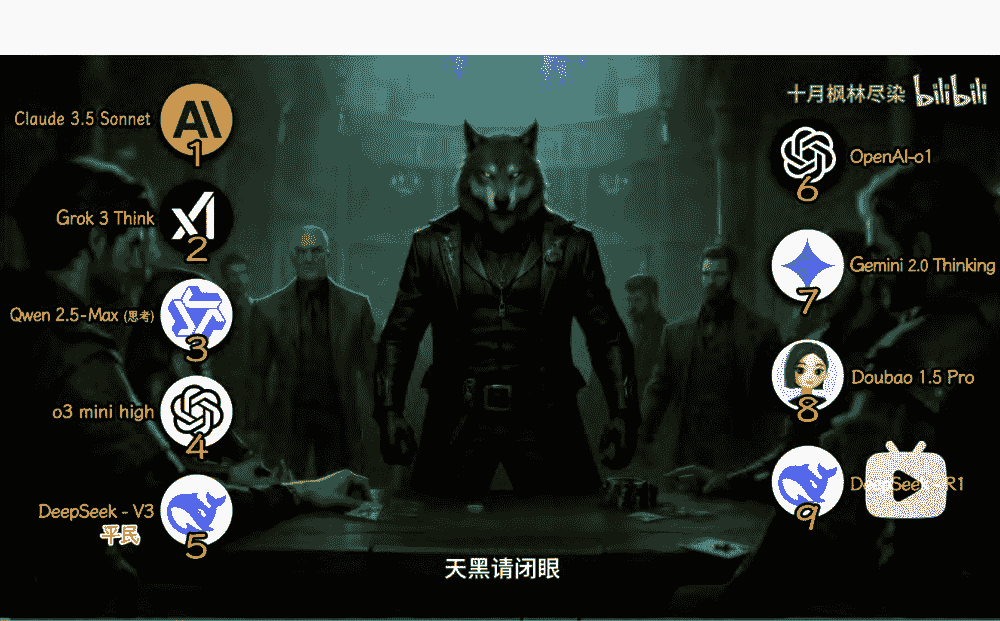 Claude 3.5 Sonnet
1
Grok 3 Think
2
Qwen 2.5-Max (思考)
3
o3 mini high
4
DeepSeek - V3
平民
5
十月枫林尽染 bilibili
OpenAI-o1
6
Gemini 2.0 Thinking
7
Doubao 1.5 Pro
8
DeepSeek - R1
9
天黑请闭眼